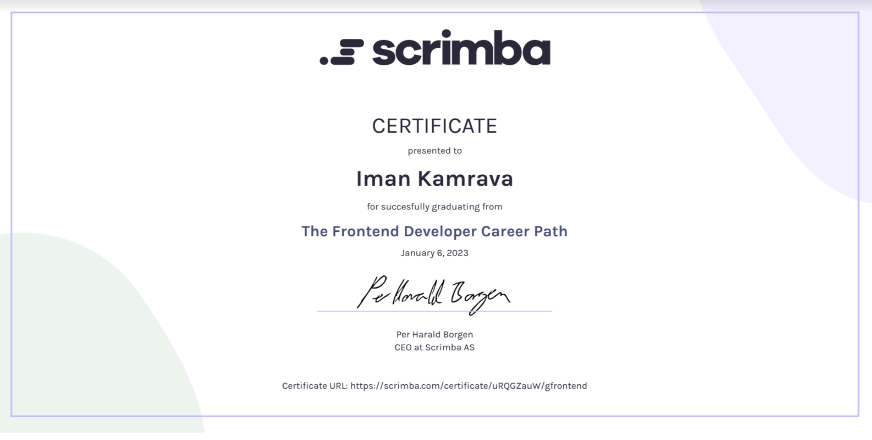 scrimba
CERTIFICATE
presented to
Iman Kamrava
for succesfully graduating from
The Frontend Developer Career Path
January 6, 2023
Per Harald Borgen
Per Harald Borgen
CEO at Scrimba AS
Certificate URL: https://scrimba.com/certificate/uRQGZauW/gfrontend